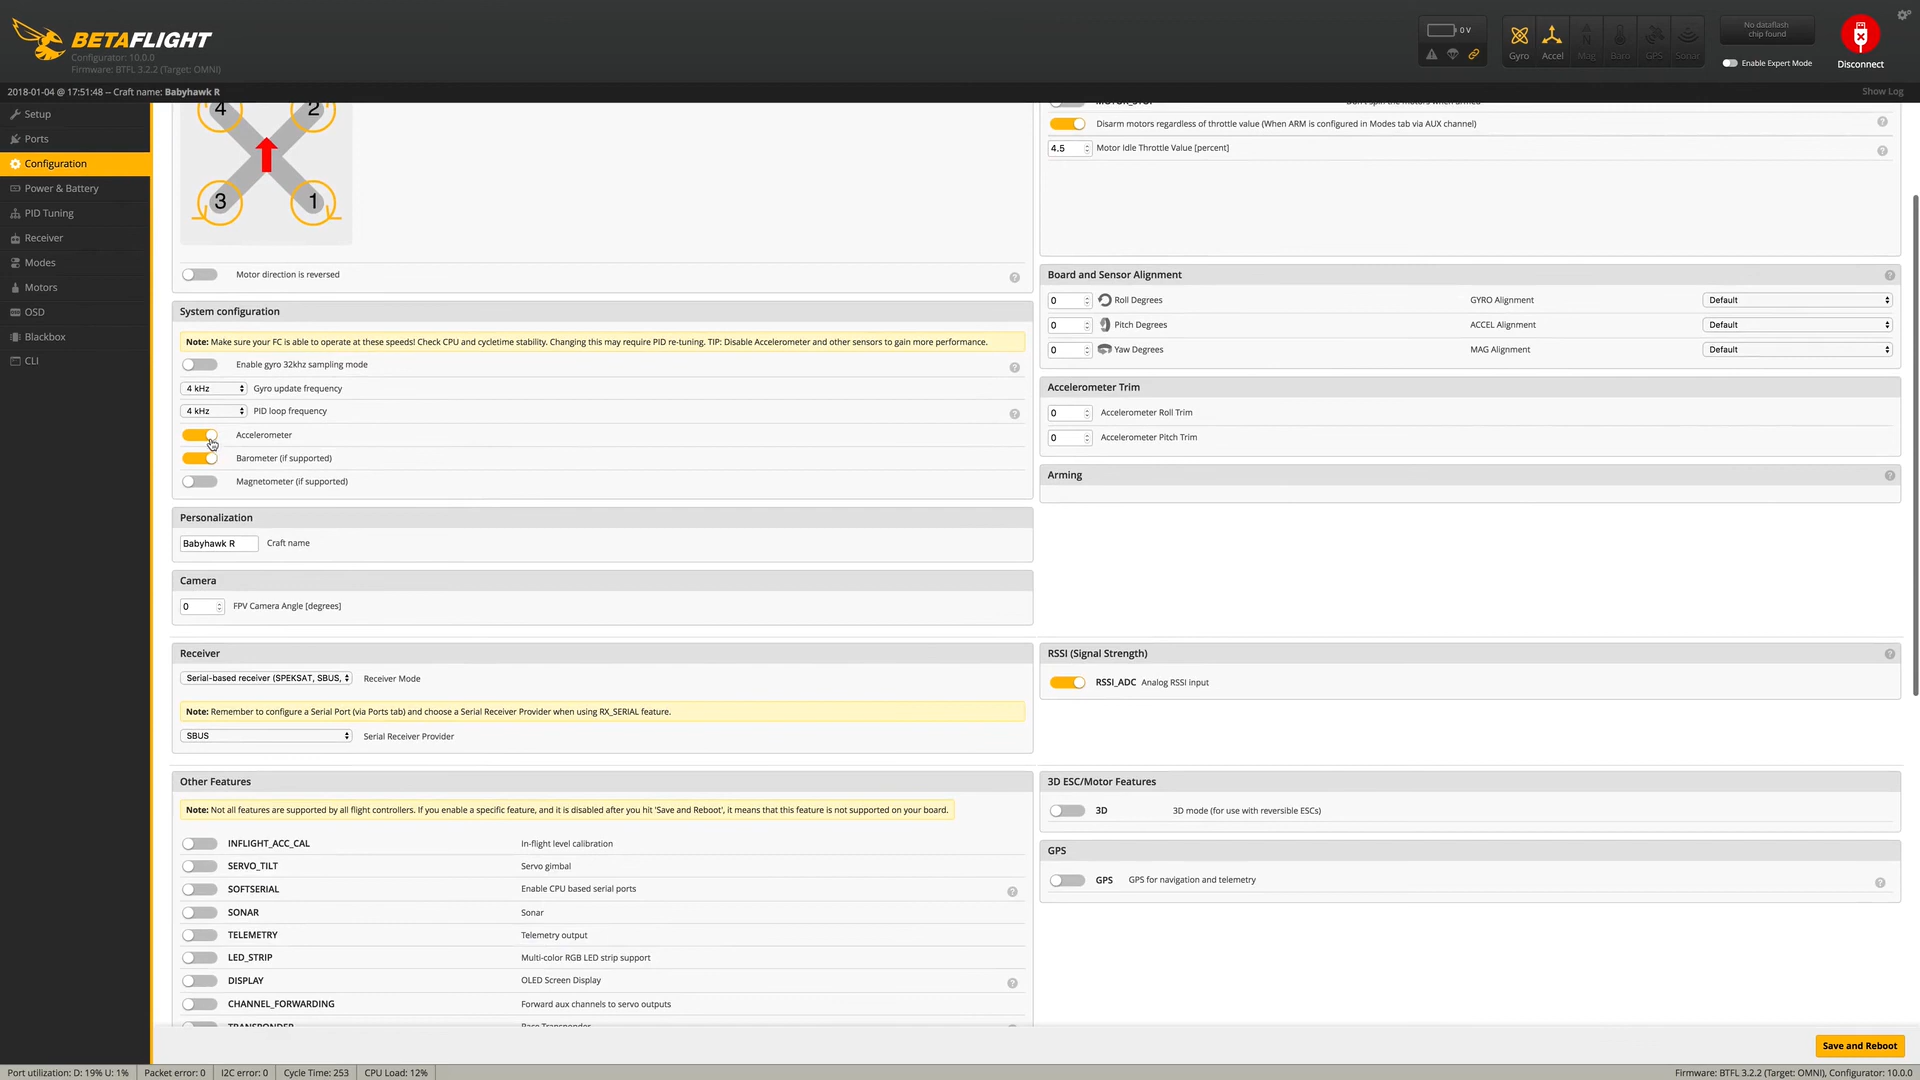 BETAFLIGHT
Configurator: 10.0.0
Firmware: BTFL 3.2.2 (Target: OMNI)
0 V
Gyro Accel Mag Baro GPS Sonar
No dataflash
chip found
Enable Expert Mode
Disconnect
2018-01-04 @ 17:51:48 -- Craft name: Babyhawk R
Show Log
Setup
Ports
Configuration
Power & Battery
PID Tuning
Receiver
Modes
Motors
OSD
Blackbox
CLI
4 2
3 1
Motor direction is reversed
System configuration
Note: Make sure your FC is able to operate at these speeds! Check CPU and cycletime stability. Changing this may require PID re-tuning. TIP: Disable Accelerometer and other sensors to gain more performance.
Enable gyro 32khz sampling mode
4 kHz Gyro update frequency
4 kHz PID loop frequency
Accelerometer
Barometer (if supported)
Magnetometer (if supported)
Personalization
Babyhawk R Craft name
Camera
0 FPV Camera Angle [degrees]
Receiver
Serial-based receiver (SPEKSAT, SBUS, Receiver Mode
Note: Remember to configure a Serial Port (via Ports tab) and choose a Serial Receiver Provider when using RX_SERIAL feature.
SBUS Serial Receiver Provider
Other Features
Note: Not all features are supported by all flight controllers. If you enable a specific feature, and it is disabled after you hit 'Save and Reboot', it means that this feature is not supported on your board.
INFLIGHT_ACC_CAL In-flight level calibration
SERVO_TILT Servo gimbal
SOFTSERIAL Enable CPU based serial ports
SONAR Sonar
TELEMETRY Telemetry output
LED_STRIP Multi-color RGB LED strip support
DISPLAY OLED Screen Display
CHANNEL_FORWARDING Forward aux channels to servo outputs
TRANSPONDER Race Transponder
MOTOR_STOP Don't spin the motors when armed
Disarm motors regardless of throttle value (When ARM is configured in Modes tab via AUX channel)
4.5 Motor Idle Throttle Value [percent]
Board and Sensor Alignment
0 Roll Degrees GYRO Alignment Default
0 Pitch Degrees ACCEL Alignment Default
0 Yaw Degrees MAG Alignment Default
Accelerometer Trim
0 Accelerometer Roll Trim
0 Accelerometer Pitch Trim
Arming
RSSI (Signal Strength)
RSSI_ADC Analog RSSI input
3D ESC/Motor Features
3D 3D mode (for use with reversible ESCs)
GPS
GPS GPS for navigation and telemetry
Save and Reboot
Port utilization: D: 19% U: 1% Packet error: 0 I2C error: 0 Cycle Time: 253 CPU Load: 12%
Firmware: BTFL 3.2.2 (Target: OMNI), Configurator: 10.0.0